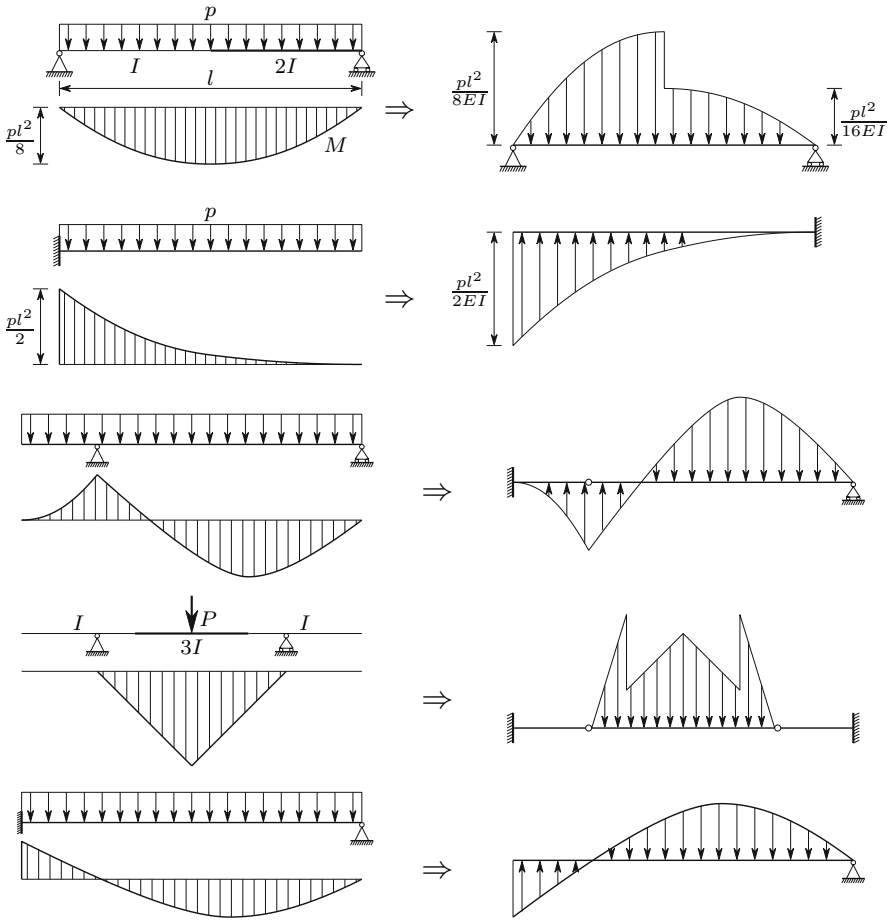 p
I 2I
l
pl²/8
M
⇒
pl²/8EI
pl²/16EI
p
pl²/2
⇒
pl²/2EI
⇒
I P I
3I
⇒
⇒